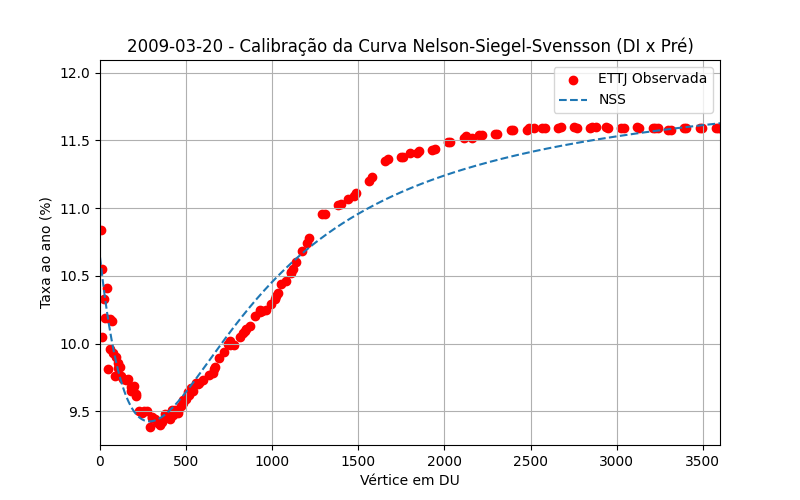 2009-03-20 - Calibração da Curva Nelson-Siegel-Svensson (DI x Pré)
ETTJ Observada
NSS
Taxa ao ano (%)
12.0
11.5
11.0
10.5
10.0
9.5
0 500 1000 1500 2000 2500 3000 3500
Vértice em DU